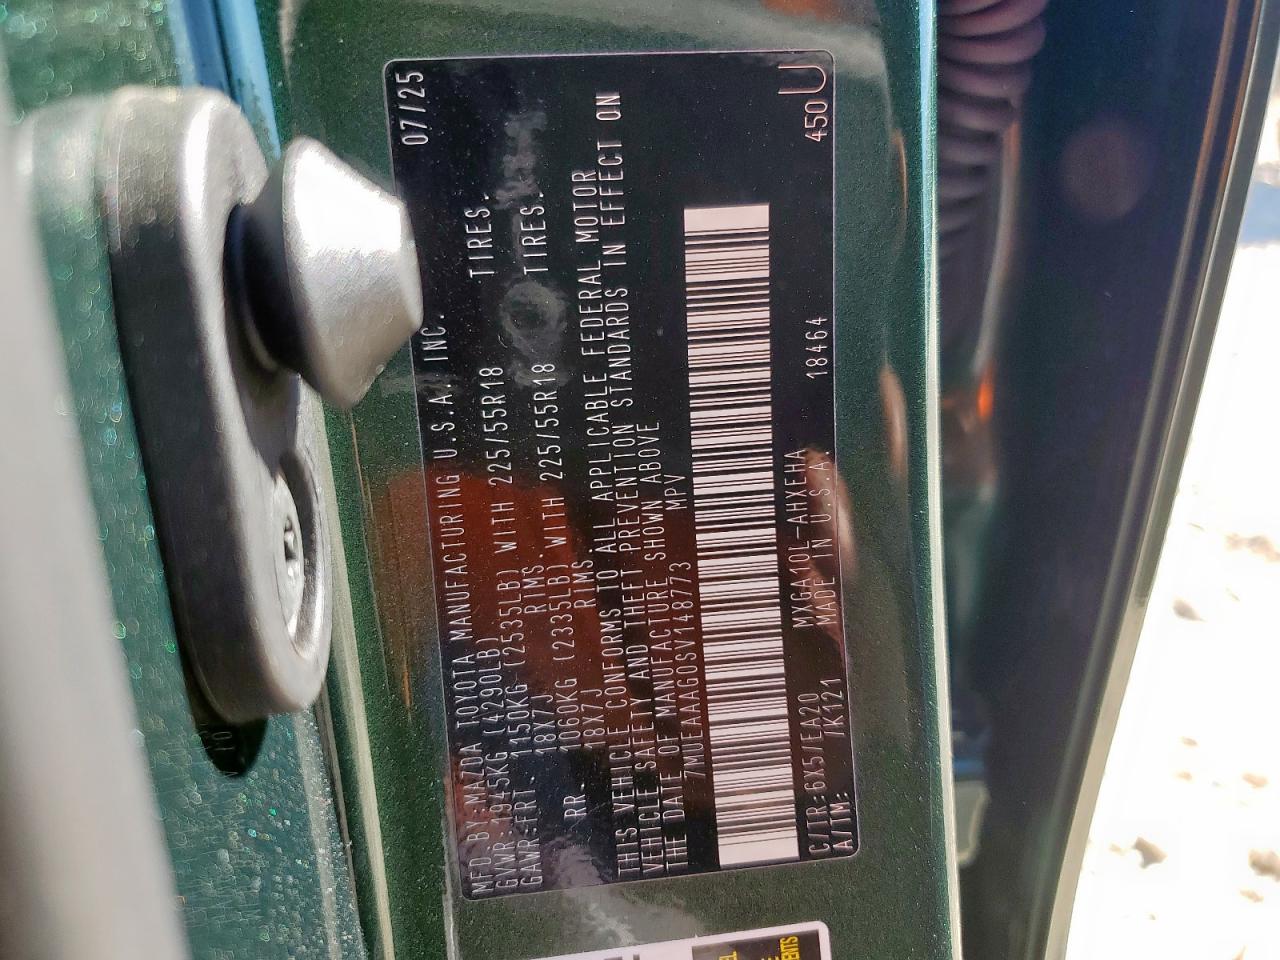 MFD.BY:MAZDA TOYOTA MANUFACTURING U.S.A. INC. 07/25
GVWR: 1945KG (4290LB)
GAWR:FRT. 1150KG (2535LB) WITH 225/55R18 TIRES.
18X7J RIMS.
RR. 1060KG (2335LB) WITH 225/55R18 TIRES.
18X7J RIMS.
THIS VEHICLE CONFORMS TO ALL APPLICABLE FEDERAL MOTOR
VEHICLE SAFETY AND THEFT PREVENTION STANDARDS IN EFFECT ON
THE DATE OF MANUFACTURE SHOWN ABOVE
7MUFAAAG0SV148773 MPV
C/TR:6X5/EA20 MXGA10L-AHXEHA 18464 450U
A/TM: /K121 MADE IN U.S.A